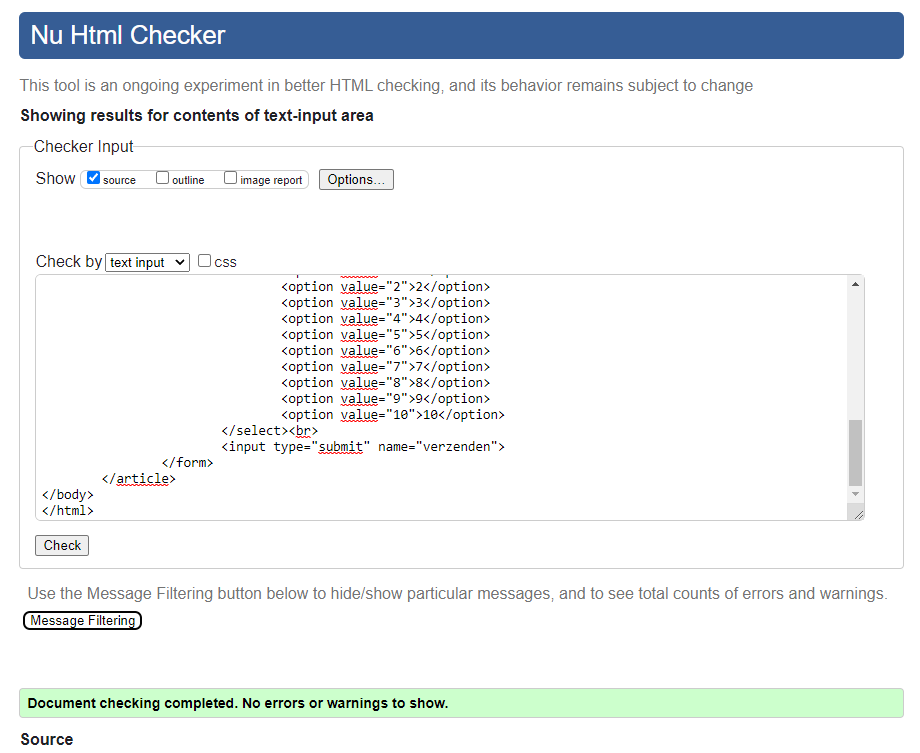 Nu Html Checker
This tool is an ongoing experiment in better HTML checking, and its behavior remains subject to change
Showing results for contents of text-input area
Checker Input
Show source outline image report Options...
Check by text input css
<option value="2">2</option>
<option value="3">3</option>
<option value="4">4</option>
<option value="5">5</option>
<option value="6">6</option>
<option value="7">7</option>
<option value="8">8</option>
<option value="9">9</option>
<option value="10">10</option>
</select><br>
<input type="submit" name="verzenden">
</form>
</article>
</body>
</html>
Check
Use the Message Filtering button below to hide/show particular messages, and to see total counts of errors and warnings.
Message Filtering
Document checking completed. No errors or warnings to show.
Source